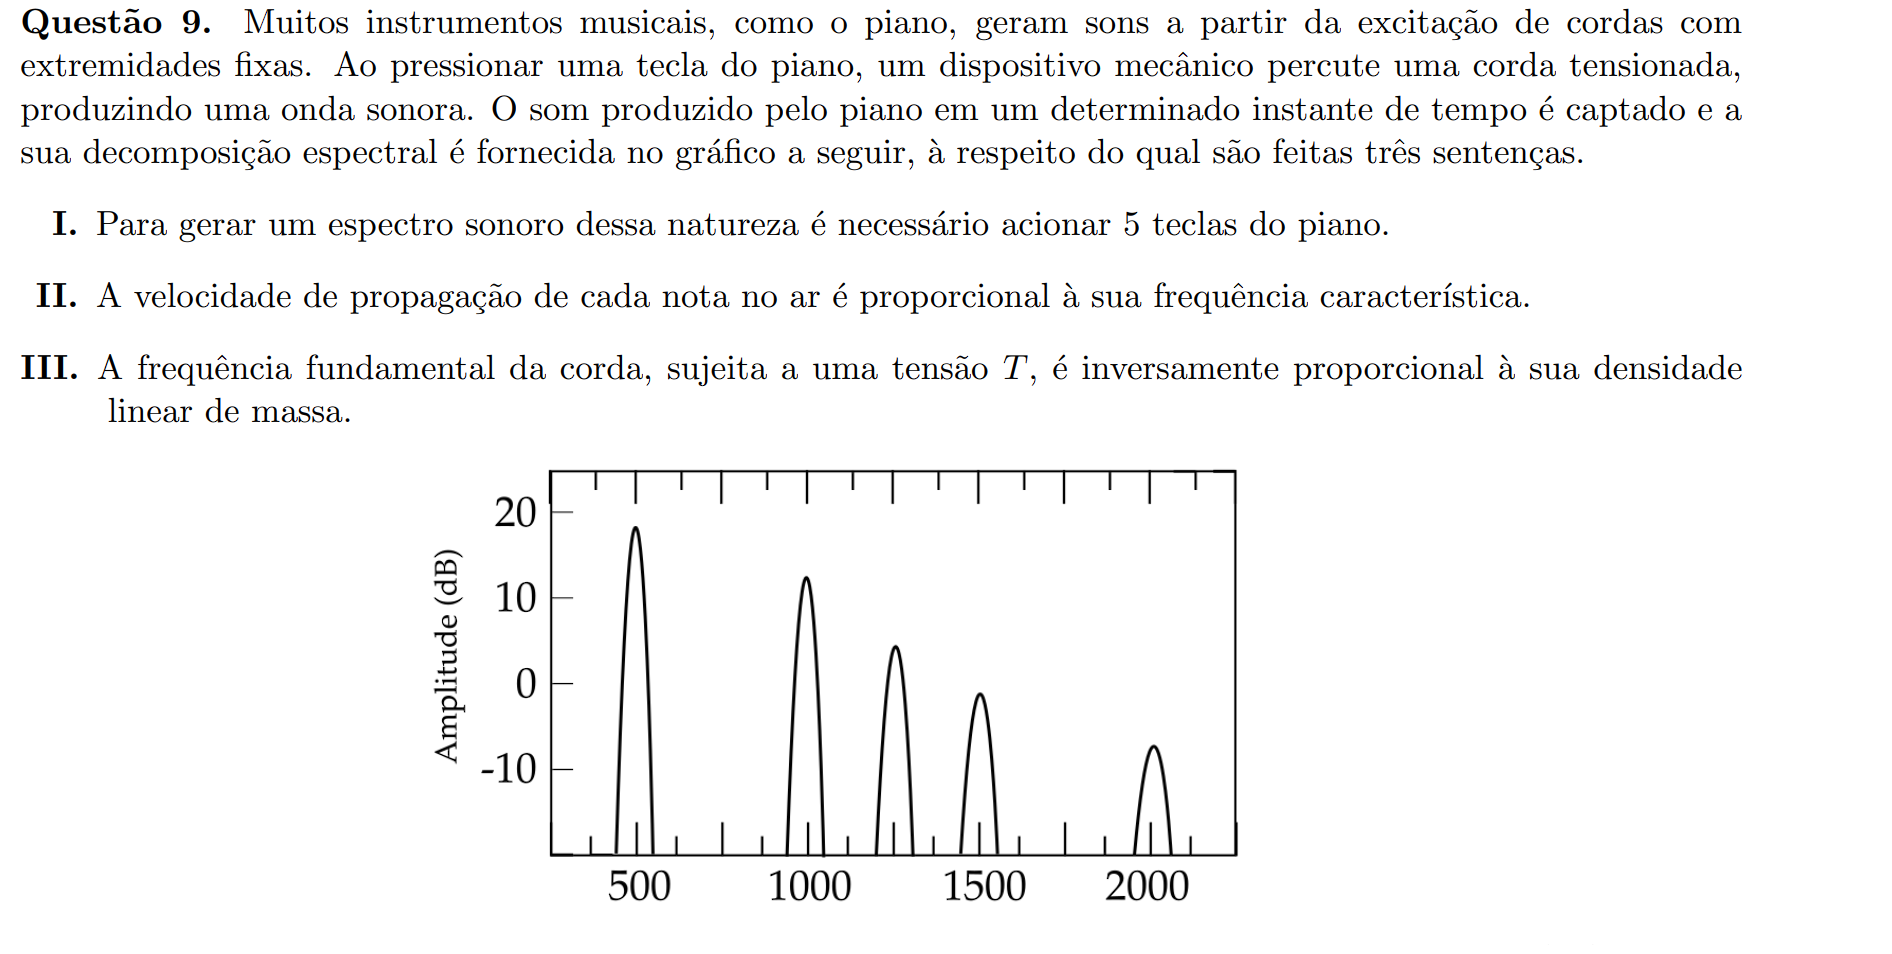 Questão 9. Muitos instrumentos musicais, como o piano, geram sons a partir da excitação de cordas com
extremidades fixas. Ao pressionar uma tecla do piano, um dispositivo mecânico percute uma corda tensionada,
produzindo uma onda sonora. O som produzido pelo piano em um determinado instante de tempo é captado e a
sua decomposição espectral é fornecida no gráfico a seguir, à respeito do qual são feitas três sentenças.
I. Para gerar um espectro sonoro dessa natureza é necessário acionar 5 teclas do piano.
II. A velocidade de propagação de cada nota no ar é proporcional à sua frequência característica.
III. A frequência fundamental da corda, sujeita a uma tensão T, é inversamente proporcional à sua densidade
linear de massa.
Amplitude (dB)
20
10
0
-10
500 1000 1500 2000